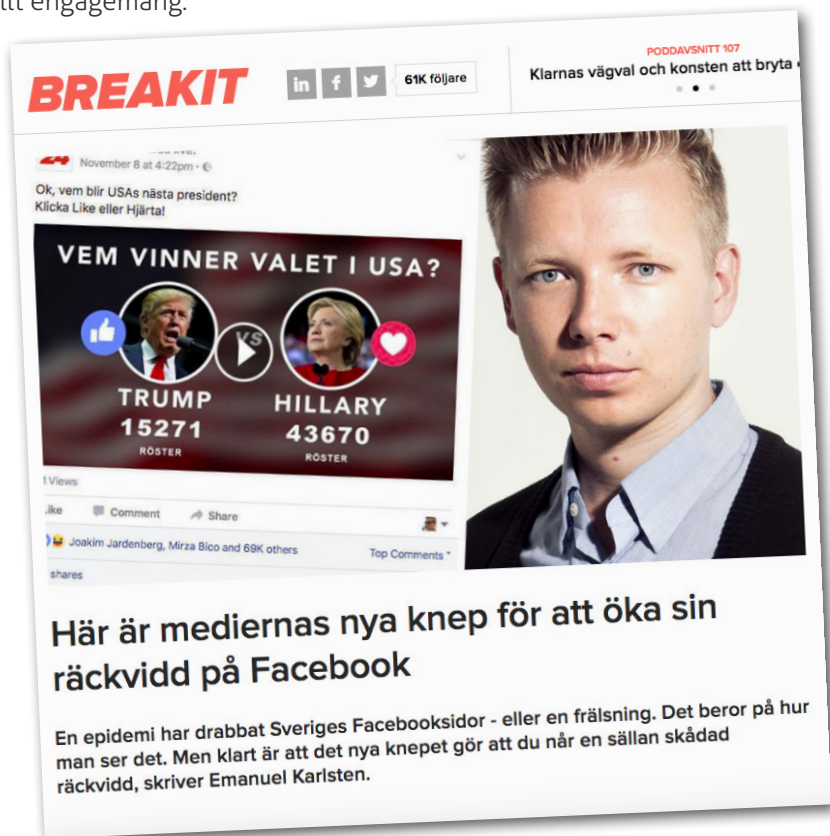 engagemang.
BREAKIT
in f 61K följare
PODDAVSNITT 107
Klarnas vägval och konsten att bryta
24
November 8 at 4:22pm ·
Ok, vem blir USAs nästa president?
Klicka Like eller Hjärta!
VEM VINNER VALET I USA?
VS
TRUMP
15271
RÖSTER
HILLARY
43670
RÖSTER
Views
Comment Share
Joakim Jardenberg, Mirza Bico and 69K others
Top Comments
shares
Här är mediernas nya knep för att öka sin
räckvidd på Facebook
En epidemi har drabbat Sveriges Facebooksidor - eller en frälsning. Det beror på hur
man ser det. Men klart är att det nya knepet gör att du når en sällan skådad
räckvidd, skriver Emanuel Karlsten.